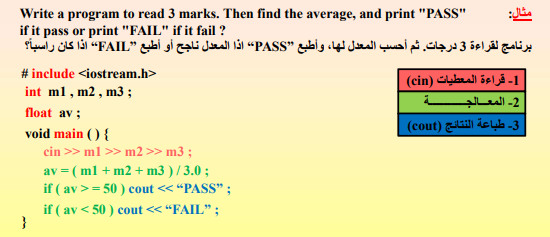 Write a program to read 3 marks. Then find the average, and print "PASS"
مثال:
if it pass or print "FAIL" if it fail ?
برنامج لقراءة 3 درجات. ثم أحسب المعدل لها، وأطبع “PASS” اذا المعدل ناجح أو أطبع “FAIL” اذا كان راسباً؟
# include <iostream.h>
int m1 , m2 , m3 ;
float av ;
void main ( ) {
cin >> m1 >> m2 >> m3 ;
av = ( m1 + m2 + m3 ) / 3.0 ;
if ( av > = 50 ) cout << “PASS” ;
if ( av < 50 ) cout << “FAIL” ;
}
1- قراءة المعطيات (cin)
2- المعـــالجـــــــــــــة
3- طباعة النتائج (cout)